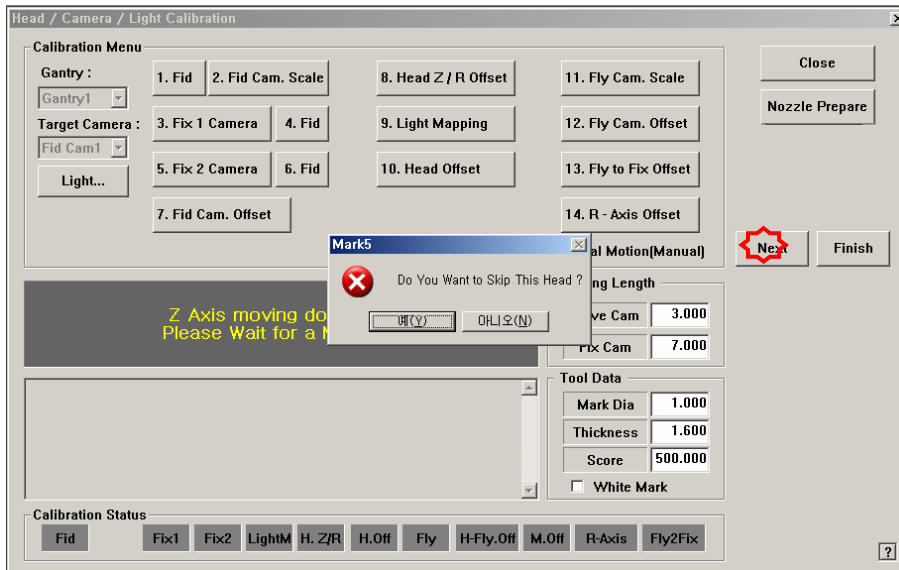 Head / Camera / Light Calibration
Calibration Menu
Gantry :
Gantry1
Target Camera :
Fid Cam1
Light...
1. Fid
2. Fid Cam. Scale
3. Fix 1 Camera
4. Fid
5. Fix 2 Camera
6. Fid
7. Fid Cam. Offset
8. Head Z / R Offset
9. Light Mapping
10. Head Offset
11. Fly Cam. Scale
12. Fly Cam. Offset
13. Fly to Fix Offset
14. R - Axis Offset
al Motion(Manual)
Close
Nozzle Prepare
Next
Finish
Mark5
Do You Want to Skip This Head ?
예(Y)
아니오(N)
Z Axis moving do
Please Wait for a
ng Length
ve Cam
3.000
Fix Cam
7.000
Tool Data
Mark Dia
1.000
Thickness
1.600
Score
500.000
White Mark
Calibration Status
Fid
Fix1
Fix2
LightM
H. Z/R
H.Off
Fly
H-Fly.Off
M.Off
R-Axis
Fly2Fix
?